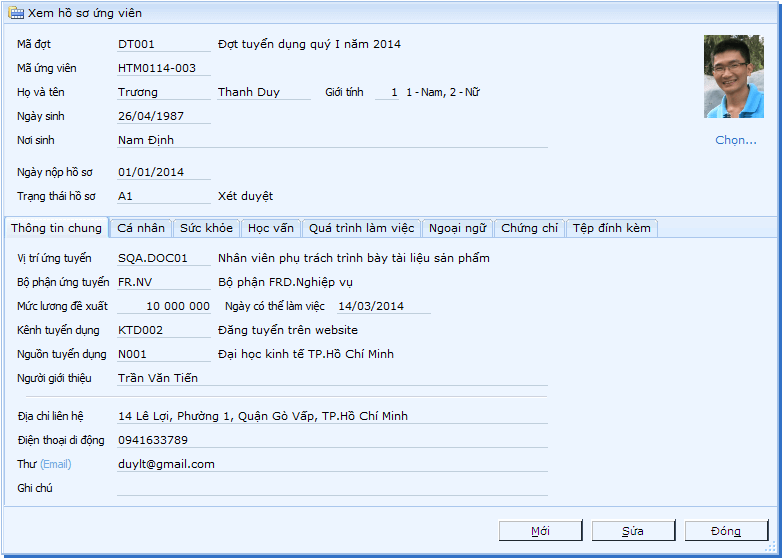 Xem hồ sơ ứng viên
Mã đợt DT001 Đợt tuyển dụng quý I năm 2014
Mã ứng viên HTM0114-003
Họ và tên Trương Thanh Duy Giới tính 1 1 - Nam, 2 - Nữ
Ngày sinh 26/04/1987
Nơi sinh Nam Định
Chọn...
Ngày nộp hồ sơ 01/01/2014
Trạng thái hồ sơ A1 Xét duyệt
Thông tin chung Cá nhân Sức khỏe Học vấn Quá trình làm việc Ngoại ngữ Chứng chỉ Tệp đính kèm
Vị trí ứng tuyển SQA.DOC01 Nhân viên phụ trách trình bày tài liệu sản phẩm
Bộ phận ứng tuyển FR.NV Bộ phận FRD.Nghiệp vụ
Mức lương đề xuất 10 000 000 Ngày có thể làm việc 14/03/2014
Kênh tuyển dụng KTD002 Đăng tuyển trên website
Nguồn tuyển dụng N001 Đại học kinh tế TP.Hồ Chí Minh
Người giới thiệu Trần Văn Tiến
Địa chỉ liên hệ 14 Lê Lợi, Phường 1, Quận Gò Vấp, TP.Hồ Chí Minh
Điện thoại di động 0941633789
Thư (Email) duylt@gmail.com
Ghi chú
Mới Sửa Đóng